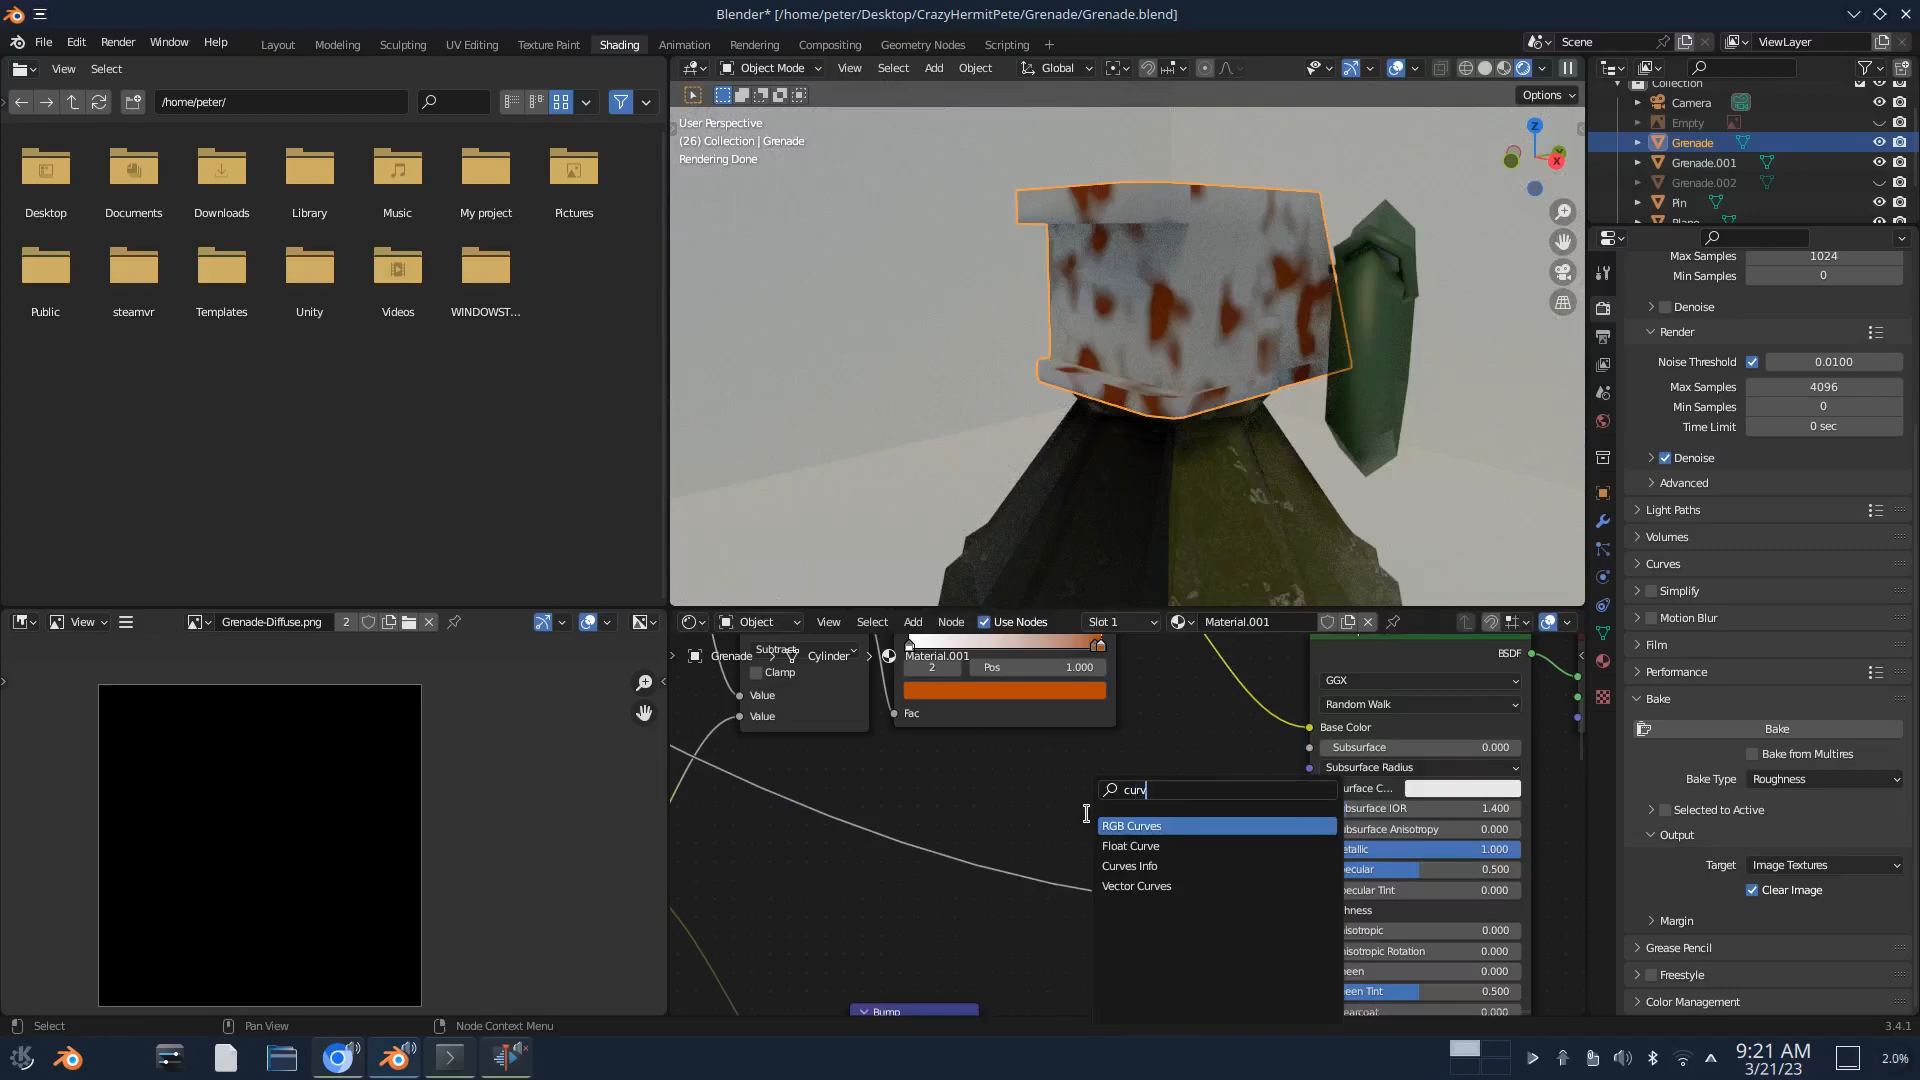 Blender* [/home/peter/Desktop/CrazyHermitPete/Grenade/Grenade.blend]
File Edit Render Window Help
Layout Modeling Sculpting UV Editing Texture Paint Shading Animation Rendering Compositing Geometry Nodes Scripting
Scene ViewLayer
View Select
Object Mode View Select Add Object Global
/home/peter/
Options
Desktop Documents Downloads Library Music My project Pictures
Public steamvr Templates Unity Videos WINDOWST...
User Perspective
(26) Collection | Grenade
Rendering Done
Z
X
Collection
Camera
Empty
Grenade
Grenade.001
Grenade.002
Pin
Max Samples 1024
Min Samples 0
Denoise
Render
Noise Threshold 0.0100
Max Samples 4096
Min Samples 0
Time Limit 0 sec
Denoise
Advanced
Light Paths
Volumes
Curves
Simplify
Motion Blur
Film
Performance
Bake
Bake
Bake from Multires
Bake Type Roughness
Selected to Active
Output
Target Image Textures
Clear Image
Margin
Grease Pencil
Freestyle
Color Management
View Grenade-Diffuse.png 2
Object View Select Add Node Use Nodes Slot 1 Material.001
Grenade Cylinder Material.001
Subtract
Clamp
Value
Value
2 Pos 1.000
Fac
BSDF
GGX
Random Walk
Base Color
Subsurface 0.000
Subsurface Radius
surface C...
bsurface IOR 1.400
ubsurface Anisotropy 0.000
etallic 1.000
pecular 0.500
pecular Tint 0.000
hness
isotropic 0.000
isotropic Rotation 0.000
een 0.000
een Tint 0.500
earcoat 0.000
curv
RGB Curves
Float Curve
Curves Info
Vector Curves
Bump
Select Pan View Node Context Menu 3.4.1
9:21 AM
3/21/23
2.0%